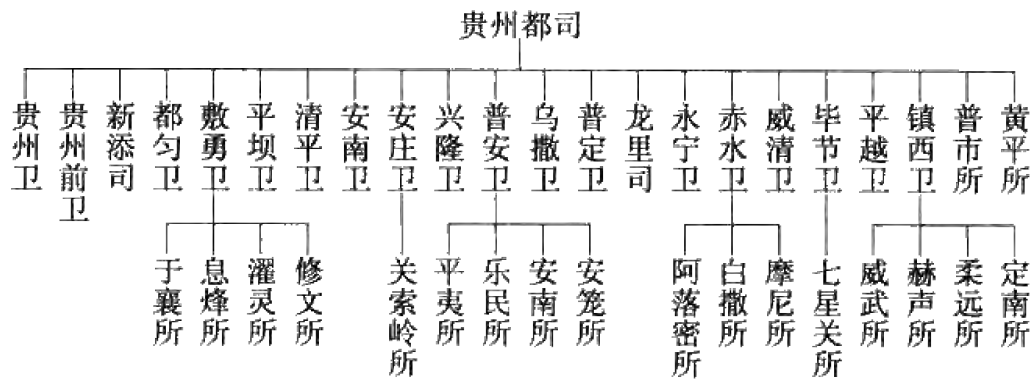 贵州都司
贵州卫
贵州前卫
新添司
都匀卫
敷勇卫
平坝卫
清平卫
安南卫
安庄卫
兴隆卫
普安卫
乌撒卫
普定卫
龙里司
永宁卫
赤水卫
威清卫
毕节卫
平越卫
镇西卫
普市所
黄平所
于襄所
息烽所
濯灵所
修文所
关索岭所
平夷所
乐民所
安南所
安笼所
阿落密所
白撒所
摩尼所
七星关所
威武所
赫声所
柔远所
定南所